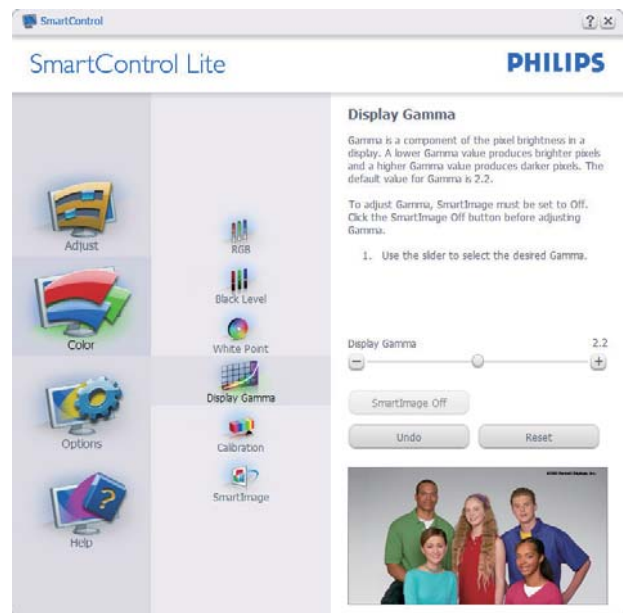 SmartControl
SmartControl Lite
PHILIPS
Adjust
Color
Options
Help
RGB
Black Level
White Point
Display Gamma
Calibration
SmartImage
Display Gamma
Gamma is a component of the pixel brightness in a
display. A lower Gamma value produces brighter pixels
and a higher Gamma value produces darker pixels. The
default value for Gamma is 2.2.
To adjust Gamma, SmartImage must be set to Off.
Click the SmartImage Off button before adjusting
Gamma.
1. Use the slider to select the desired Gamma.
Display Gamma 2.2
SmartImage Off
Undo Reset